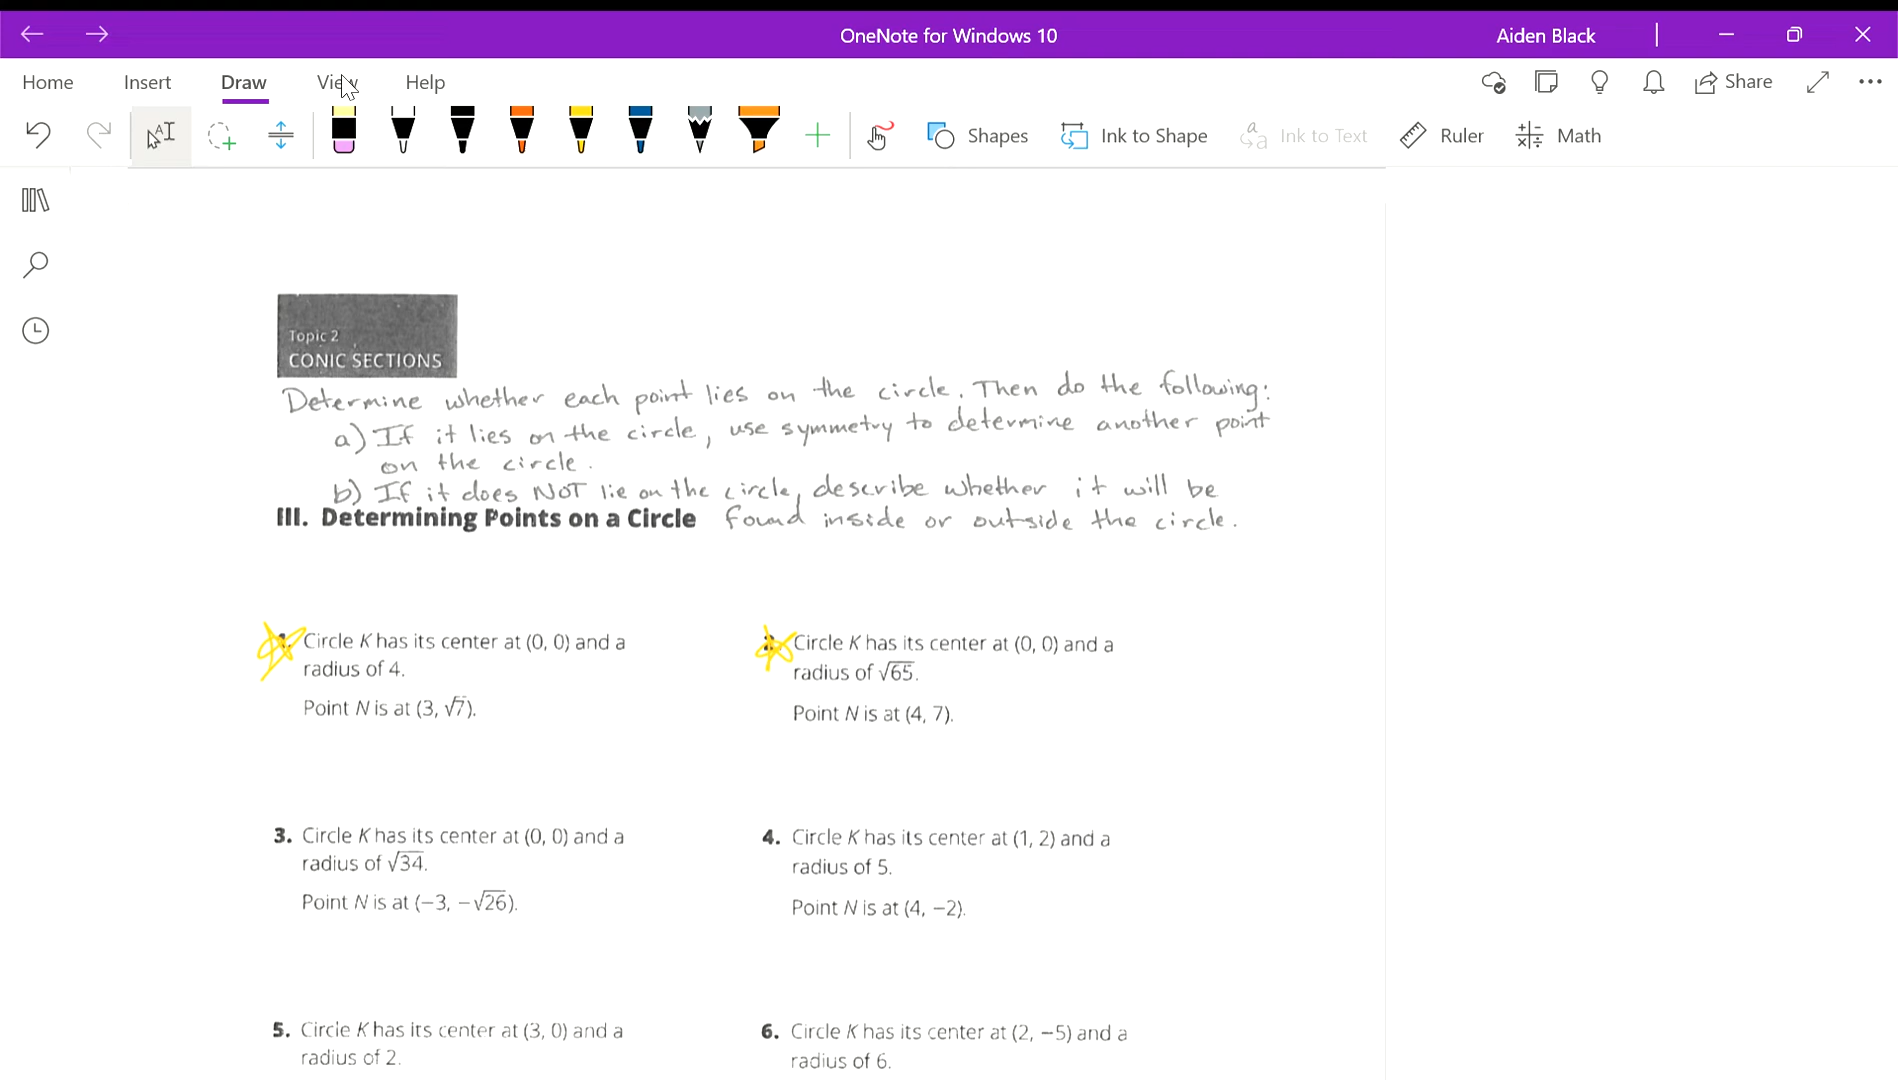 OneNote for Windows 10
Aiden Black
Home Insert Draw View Help
Share
Shapes Ink to Shape Ink to Text Ruler Math
Topic 2
CONIC SECTIONS
Determine whether each point lies on the circle. Then do the following:
a) If it lies on the circle, use symmetry to determine another point
on the circle.
b) If it does NOT lie on the circle, describe whether it will be
III. Determining Points on a Circle found inside or outside the circle.
Circle K has its center at (0, 0) and a
radius of 4.
Point N is at (3, √7).
2. Circle K has its center at (0, 0) and a
radius of √65.
Point N is at (4, 7).
3. Circle K has its center at (0, 0) and a
radius of √34.
Point N is at (−3, −√26).
4. Circle K has its center at (1, 2) and a
radius of 5.
Point N is at (4, −2).
5. Circle K has its center at (3, 0) and a
radius of 2.
6. Circle K has its center at (2, −5) and a
radius of 6.